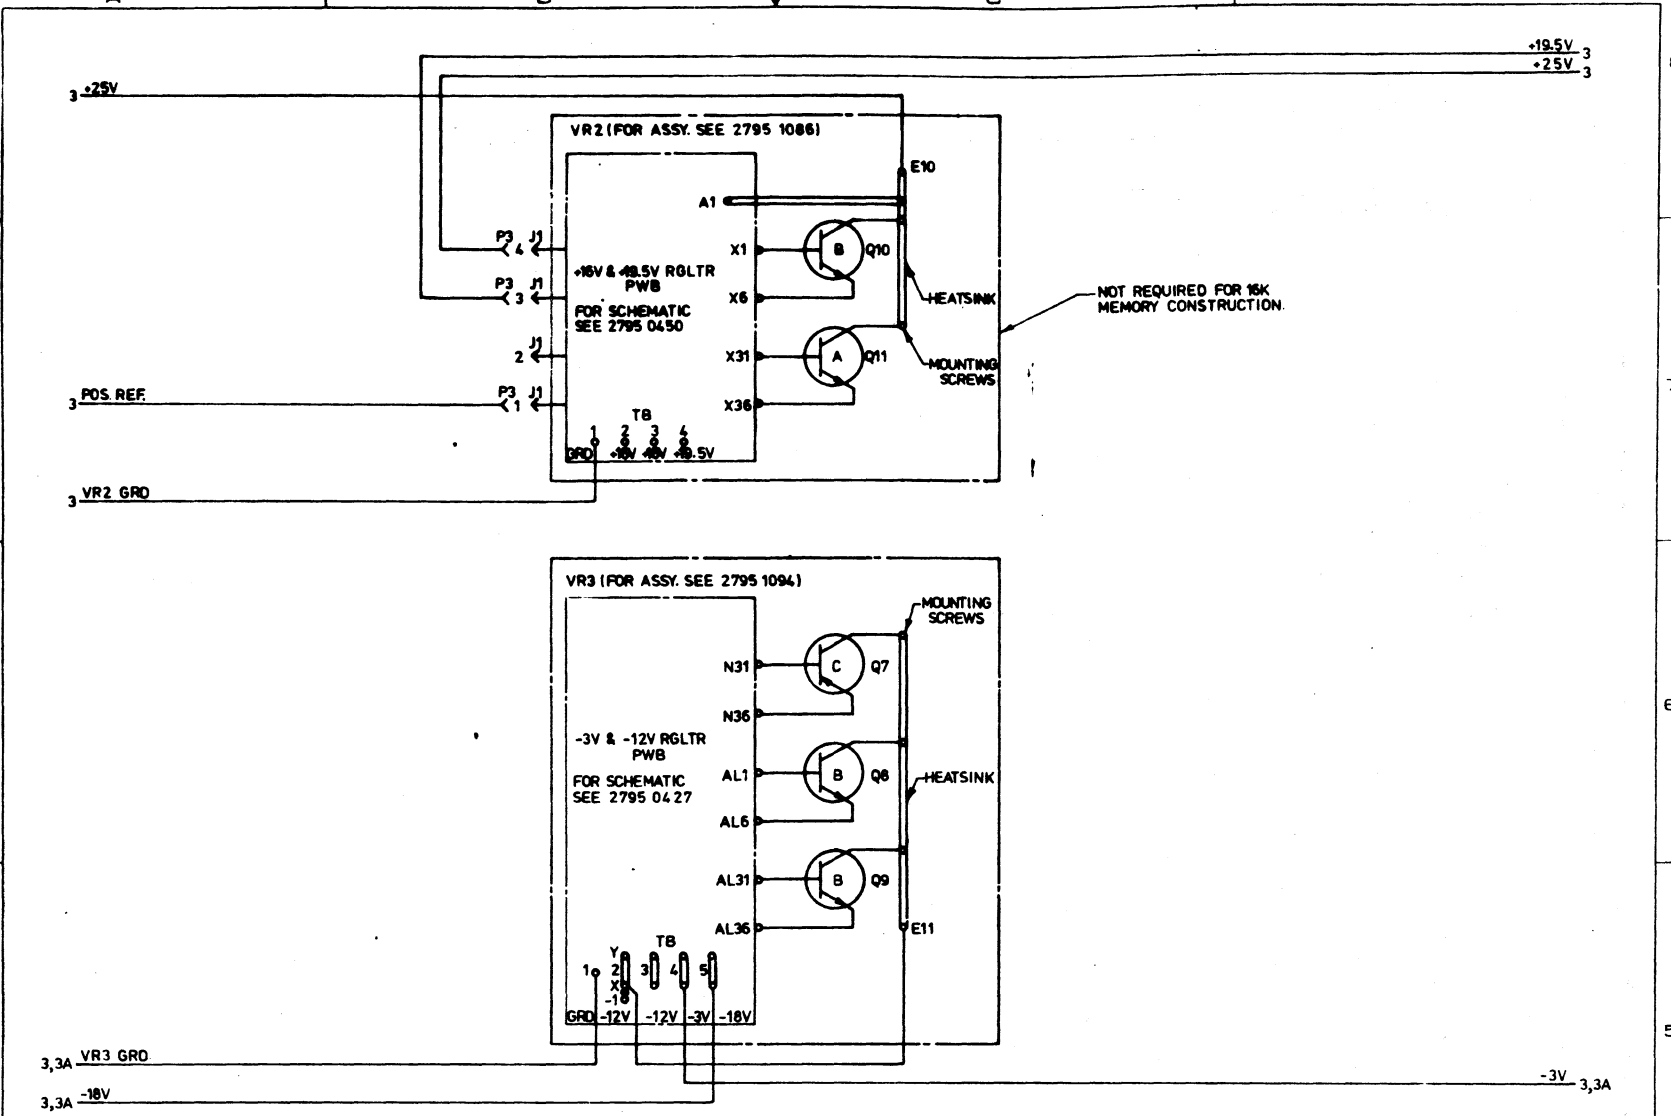 +19.5V 3
+25V 3
3 +25V
VR2 (FOR ASSY. SEE 2795 1086)
E10
A1
P3 J1
4
X1
B
Q10
+16V & +19.5V RGLTR
PWB
P3 J1
3
X6
HEATSINK
NOT REQUIRED FOR 16K
MEMORY CONSTRUCTION.
FOR SCHEMATIC
SEE 2795 0450
J1
2
X31
A
Q11
MOUNTING
SCREWS
3 POS. REF.
P3 J1
1
X36
TB
1 2 3 4
GRD +16V +16V +19.5V
3 VR2 GRD
VR3 (FOR ASSY. SEE 2795 1094)
MOUNTING
SCREWS
N31
C
Q7
N36
-3V & -12V RGLTR
PWB
FOR SCHEMATIC
SEE 2795 0427
AL1
B
Q8
HEATSINK
AL6
AL31
B
Q9
AL36
E11
TB
Y
1 2 3 4 5
X
-1
GRD -12V -12V -3V -18V
3,3A VR3 GRD
-3V 3,3A
3,3A -18V
7
6
5